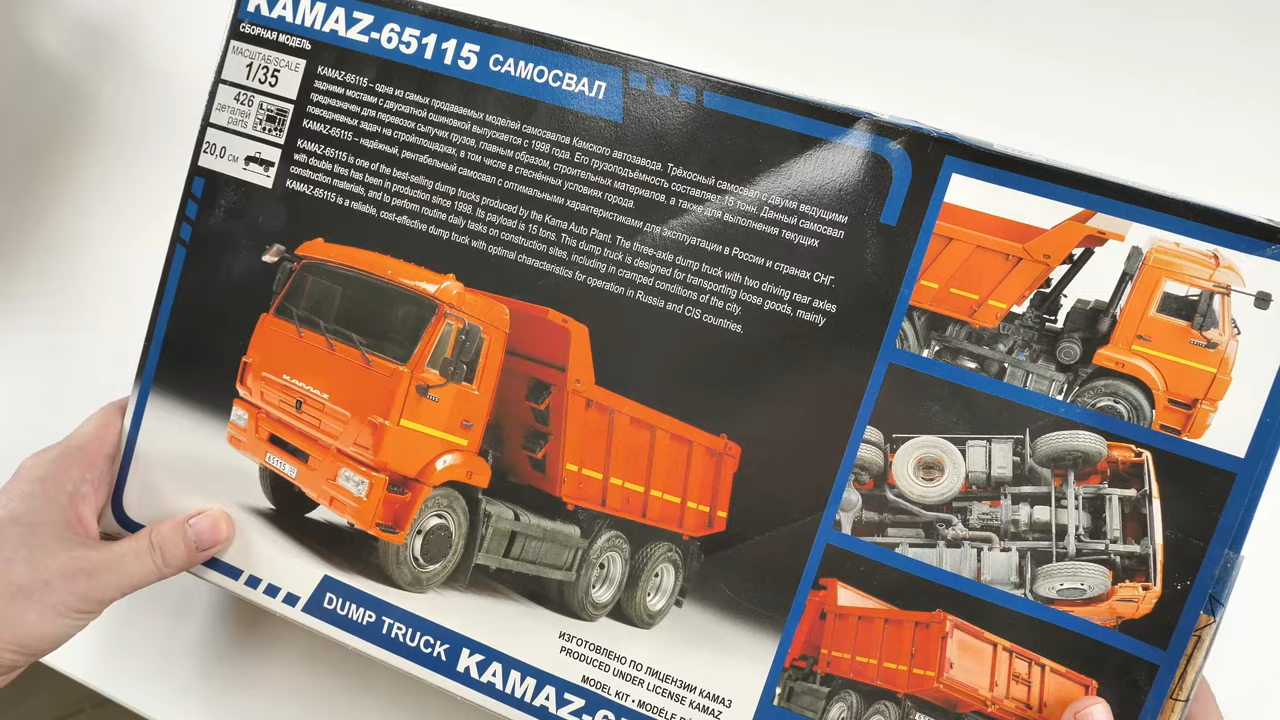 KAMAZ-65115 САМОСВАЛ
СБОРНАЯ МОДЕЛЬ
МАСШТАБ/SCALE
1/35
426
деталей
parts
20,0 см
KAMAZ-65115 – одна из самых продаваемых моделей самосвалов Камского автозавода. Трёхосный самосвал с двумя ведущими
задними мостами с двускатной ошиновкой выпускается с 1998 года. Его грузоподъёмность составляет 15 тонн. Данный самосвал
предназначен для перевозок сыпучих грузов, главным образом, строительных материалов, а также для выполнения текущих
повседневных задач на стройплощадках, в том числе в стеснённых условиях города.
KAMAZ-65115 – надёжный, рентабельный самосвал с оптимальными характеристиками для эксплуатации в России и странах СНГ.
KAMAZ-65115 is one of the best-selling dump trucks produced by the Kama Auto Plant. The three-axle dump truck with two driving rear axles
with double tires has been in production since 1998. Its payload is 15 tons. This dump truck is designed for transporting loose goods, mainly
construction materials, and to perform routine daily tasks on construction sites, including in cramped conditions of the city.
KAMAZ-65115 is a reliable, cost-effective dump truck with optimal characteristics for operation in Russia and CIS countries.
KAMAZ
65115
DUMP TRUCK KAMAZ-6
ИЗГОТОВЛЕНО ПО ЛИЦЕНЗИИ КАМАЗ
PRODUCED UNDER LICENSE KAMAZ
MODEL KIT • MODÈLE